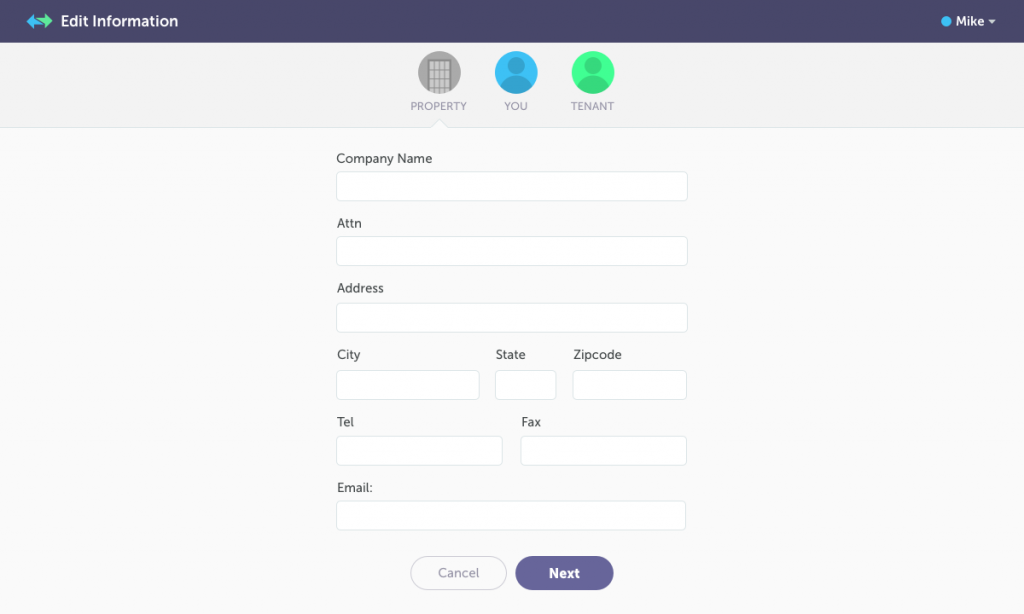 Edit Information
Mike
PROPERTY YOU TENANT
Company Name
Attn
Address
City State Zipcode
Tel Fax
Email:
Cancel Next